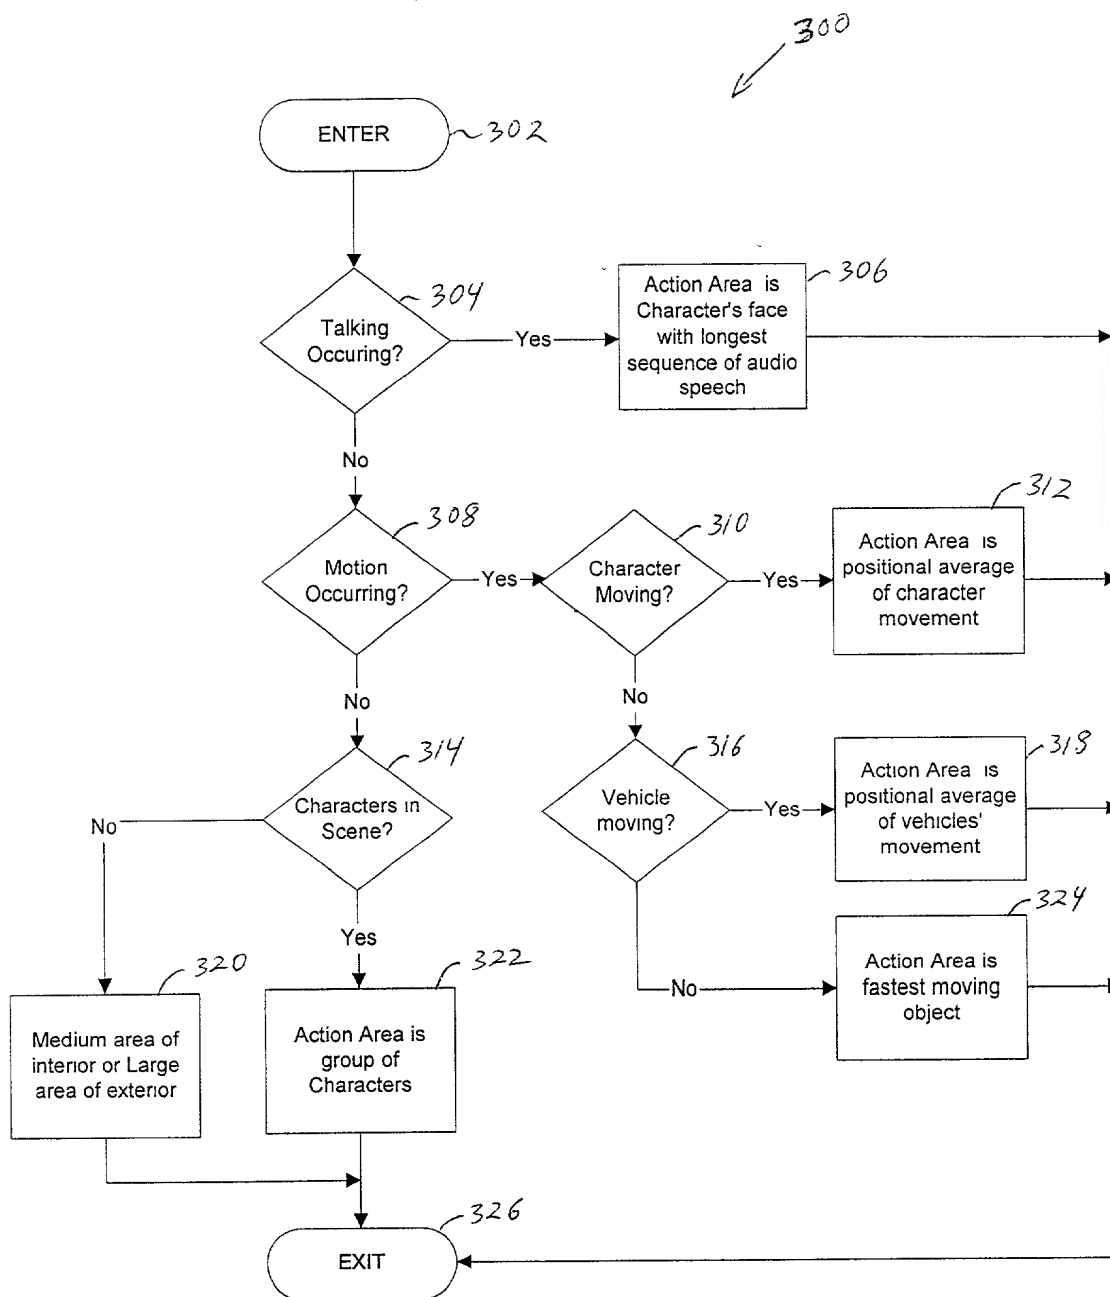 300
ENTER
302
304
Talking
Occuring?
Yes
306
Action Area is
Character's face
with longest
sequence of audio
speech
No
308
Motion
Occurring?
Yes
310
Character
Moving?
Yes
312
Action Area is
positional average
of character
movement
No
No
314
Characters in
Scene?
316
Vehicle
moving?
Yes
318
Action Area is
positional average
of vehicles'
movement
No
Yes
No
324
Action Area is
fastest moving
object
320
Medium area of
interior or Large
area of exterior
322
Action Area is
group of
Characters
326
EXIT